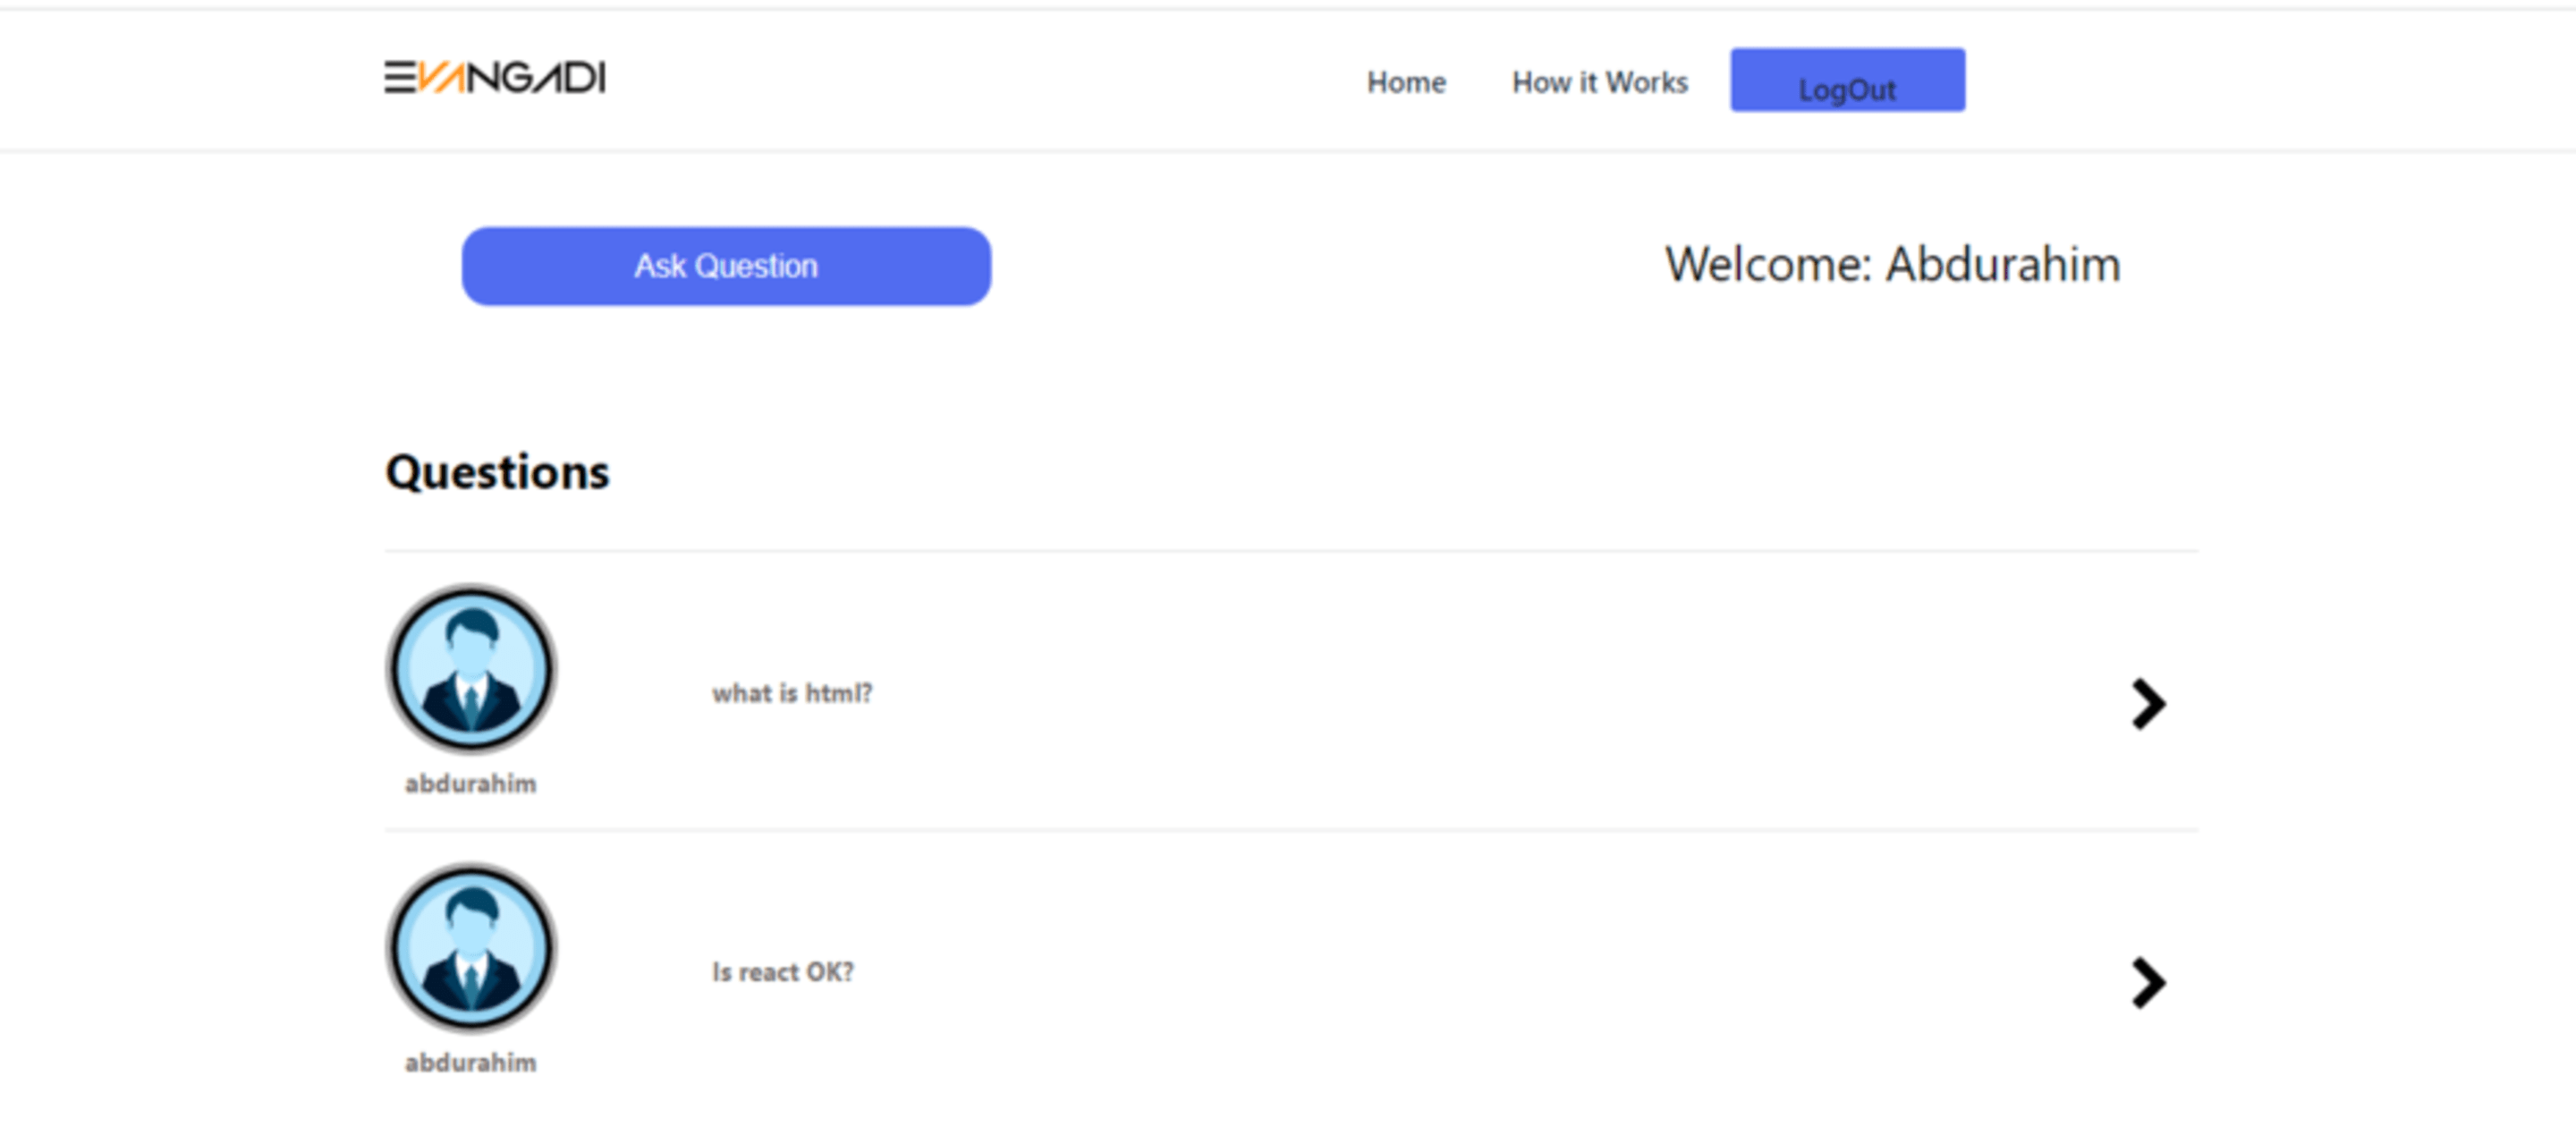 EVANGADI
Home How it Works LogOut
Ask Question
Welcome: Abdurahim
Questions
what is html?
abdurahim
Is react OK?
abdurahim